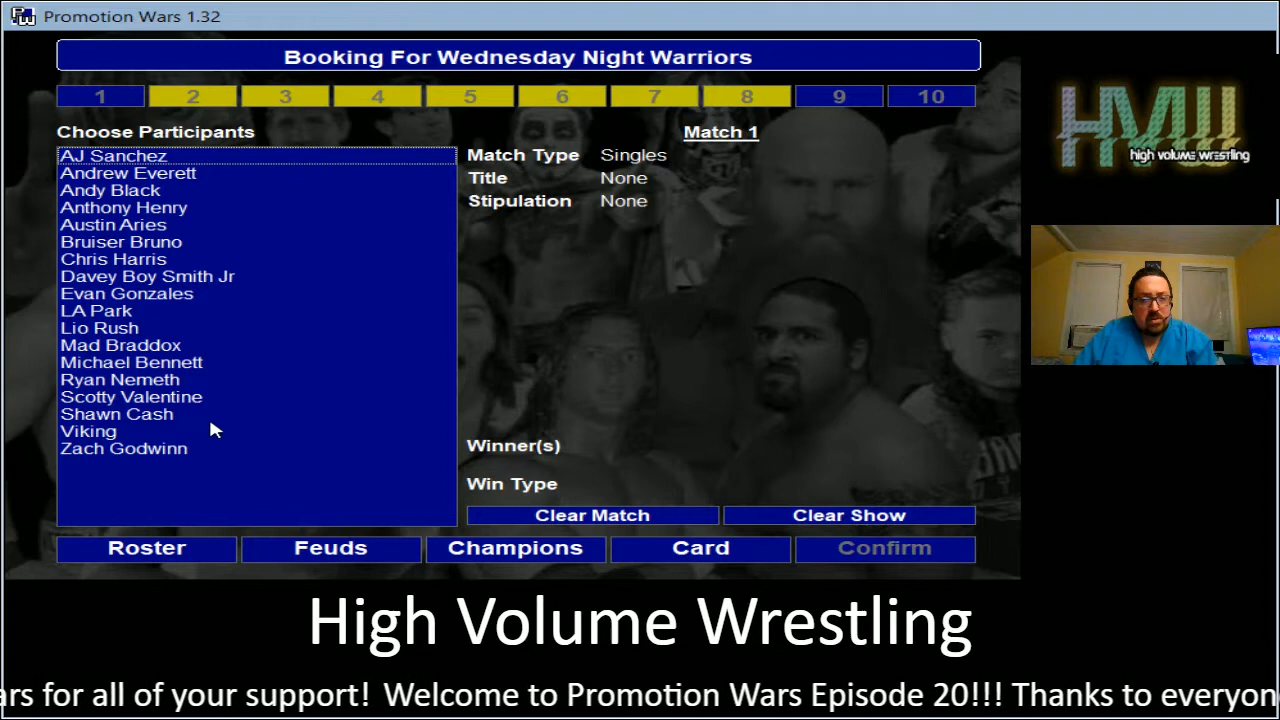 Promotion Wars 1.32
Booking For Wednesday Night Warriors
1 2 3 4 5 6 7 8 9 10
Choose Participants
AJ Sanchez
Andrew Everett
Andy Black
Anthony Henry
Austin Aries
Bruiser Bruno
Chris Harris
Davey Boy Smith Jr
Evan Gonzales
LA Park
Lio Rush
Mad Braddox
Michael Bennett
Ryan Nemeth
Scotty Valentine
Shawn Cash
Viking
Zach Godwinn
Match 1
Match Type Singles
Title None
Stipulation None
Winner(s)
Win Type
Clear Match Clear Show
Roster Feuds Champions Card Confirm
HVW
high volume wrestling
High Volume Wrestling
ars for all of your support! Welcome to Promotion Wars Episode 20!!! Thanks to everyon